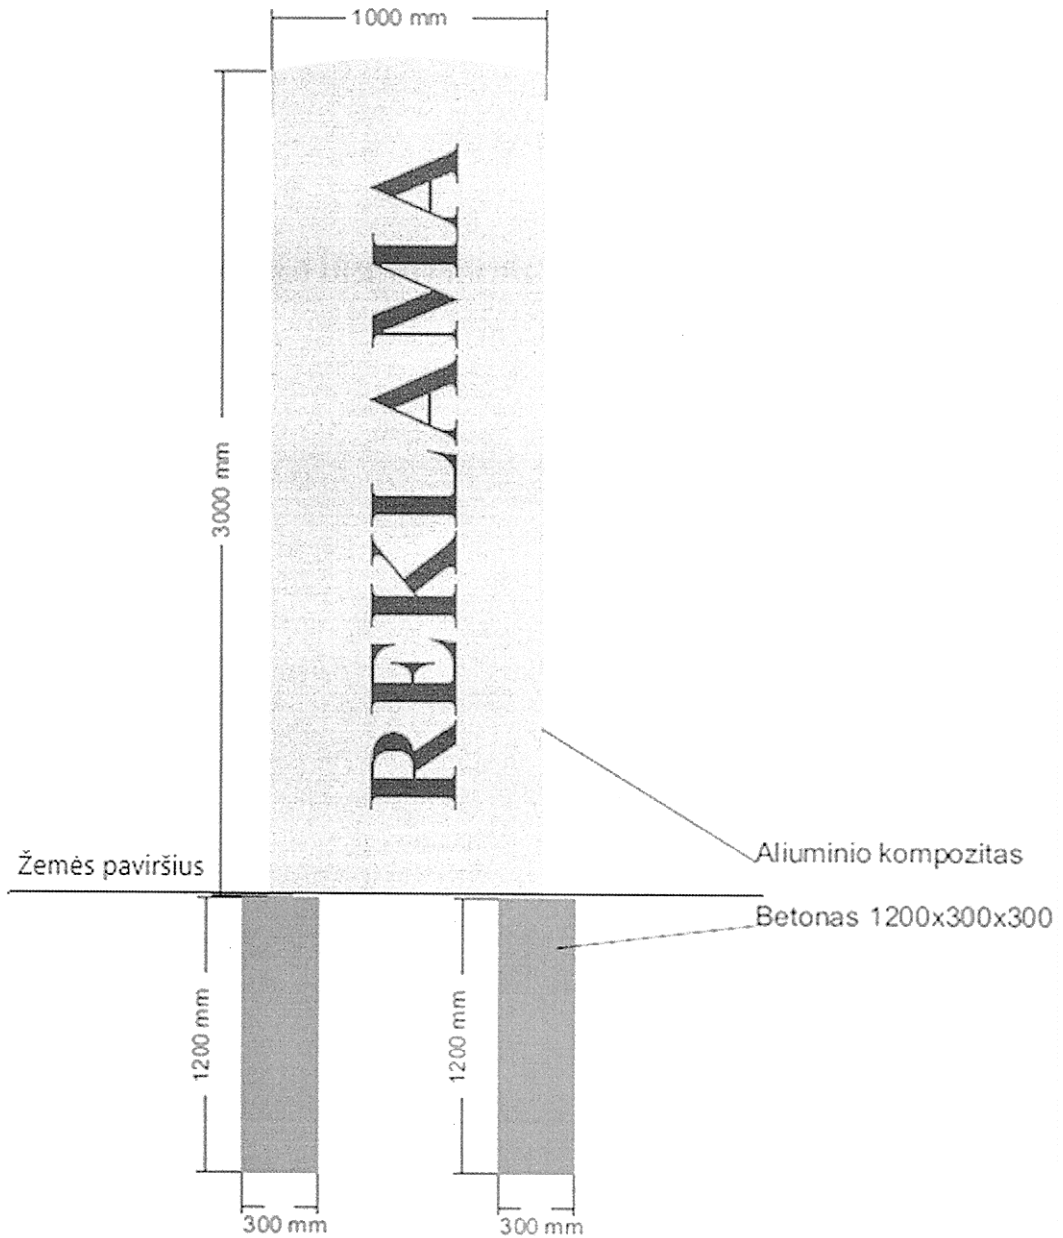 1000 mm
3000 mm
REKLAMA
Žemės paviršius
Aliuminio kompozitas
Betonas 1200x300x300
1200 mm
1200 mm
300 mm
300 mm